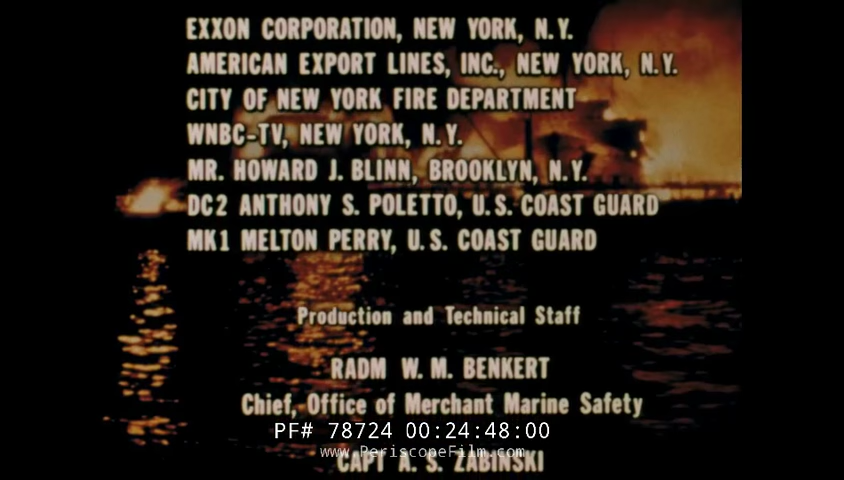 EXXON CORPORATION, NEW YORK, N.Y.
AMERICAN EXPORT LINES, INC., NEW YORK, N.Y.
CITY OF NEW YORK FIRE DEPARTMENT
WNBC-TV, NEW YORK, N.Y.
MR. HOWARD J. BLINN, BROOKLYN, N.Y.
DC2 ANTHONY S. POLETTO, U.S. COAST GUARD
MK1 MELTON PERRY, U.S. COAST GUARD
Production and Technical Staff
RADM W. M. BENKERT
Chief, Office of Merchant Marine Safety
PF# 78724 00:24:48:00
www.PeriscopeFilm.com
CAPT A. S. ZABINSKI